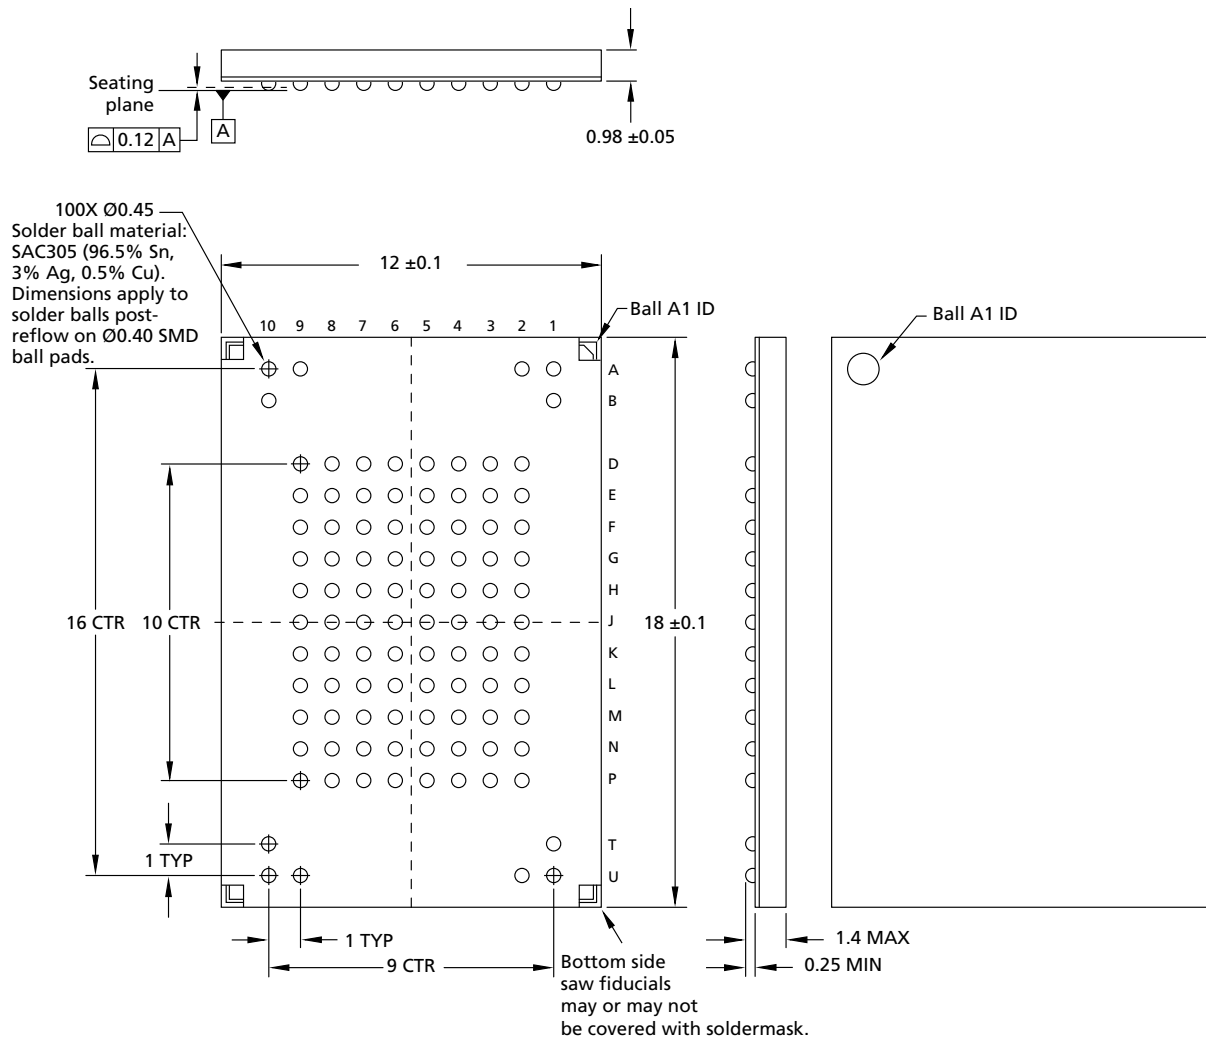 Seating
plane
0.12 A
A
0.98 ±0.05
100X Ø0.45
Solder ball material:
SAC305 (96.5% Sn,
3% Ag, 0.5% Cu).
Dimensions apply to
solder balls post-
reflow on Ø0.40 SMD
ball pads.
12 ±0.1
Ball A1 ID
Ball A1 ID
10 9 8 7 6 5 4 3 2 1
A
B
D
E
F
G
H
J
K
L
M
N
P
T
U
16 CTR
10 CTR
18 ±0.1
1 TYP
1 TYP
9 CTR
1.4 MAX
0.25 MIN
Bottom side
saw fiducials
may or may not
be covered with soldermask.